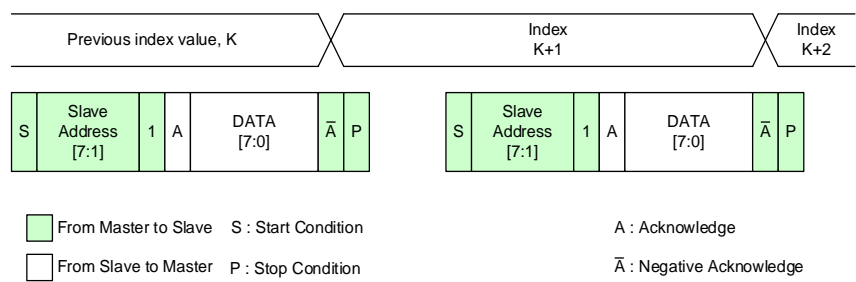 Previous index value, K
Index
K+1
Index
K+2
S
Slave
Address
[7:1]
1
A
DATA
[7:0]
A̅
P
S
Slave
Address
[7:1]
1
A
DATA
[7:0]
A̅
P
From Master to Slave
S : Start Condition
A : Acknowledge
From Slave to Master
P : Stop Condition
A̅ : Negative Acknowledge